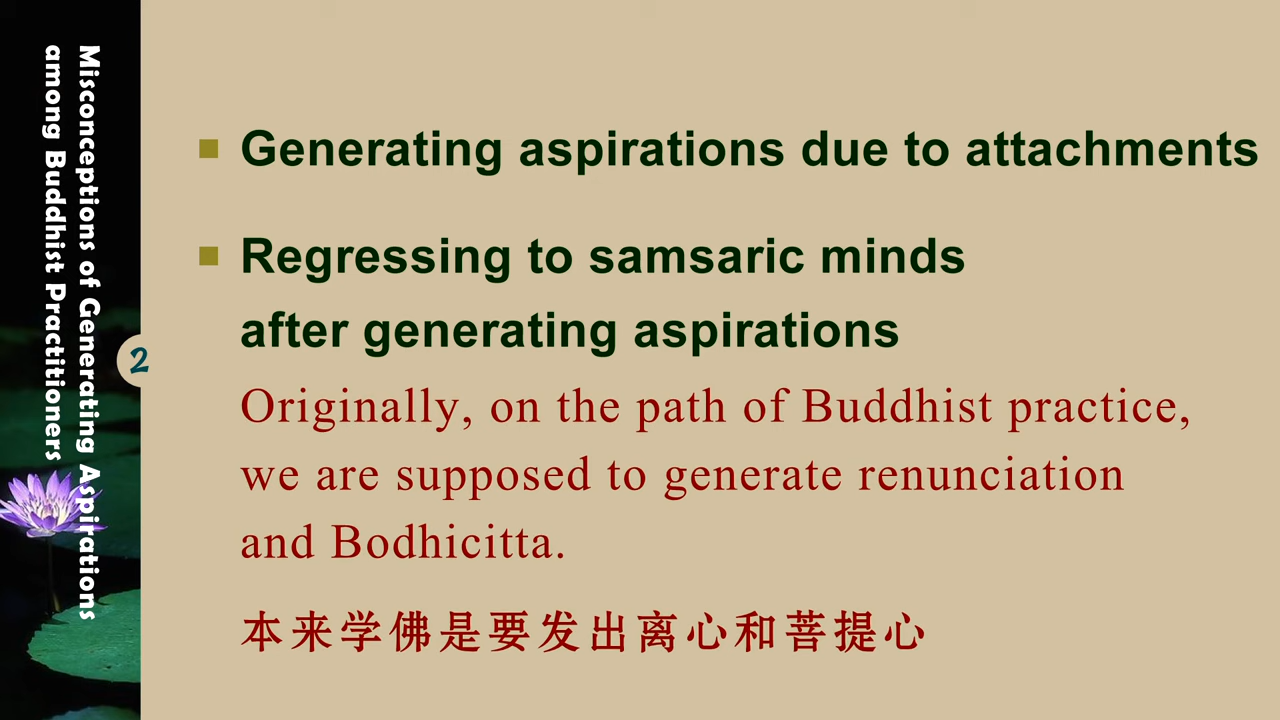 Misconceptions of Generating Aspirations
among Buddhist Practitioners
2
Generating aspirations due to attachments
Regressing to samsaric minds
after generating aspirations
Originally, on the path of Buddhist practice,
we are supposed to generate renunciation
and Bodhicitta.
本来学佛是要发出离心和菩提心